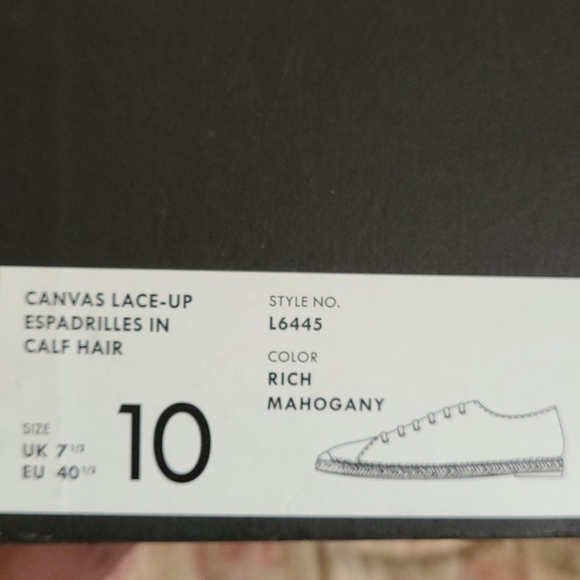 CANVAS LACE-UP
ESPADRILLES IN
CALF HAIR
STYLE NO.
L6445
COLOR
RICH
MAHOGANY
SIZE
UK 7 1/2
EU 40 1/2
10